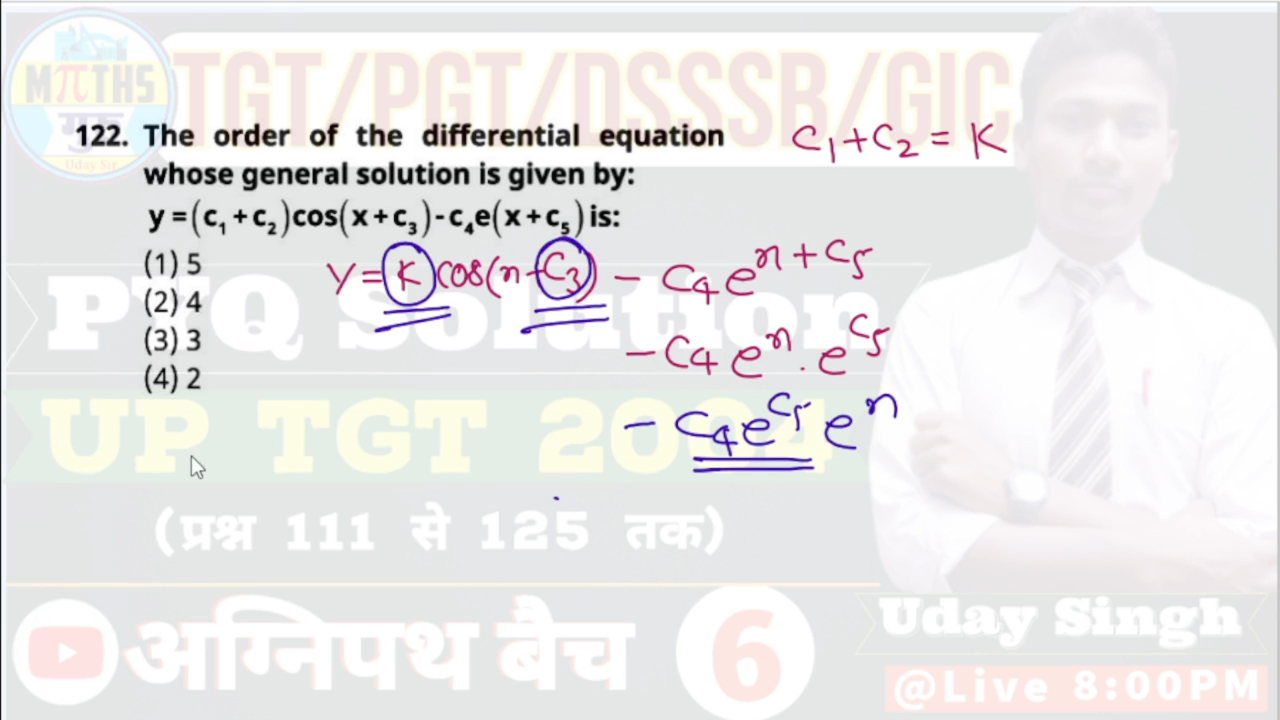 MπTHS
गुरु
Uday Sir
TGT/PGT/DSSSB/GIC
122. The order of the differential equation
whose general solution is given by:
y = (c₁ + c₂)cos(x + c₃) - c₄e(x + c₅) is:
(1) 5
(2) 4
(3) 3
(4) 2
C₁ + C₂ = K
Y = K cos(n + C₃) - C₄ e^{n + C₅}
- C₄ e^n . e^{C₅}
- C₄ e^{C₅} e^n
PYQ Solution
UP TGT 2004
(प्रश्न 111 से 125 तक)
अग्निपथ बैच 6
Uday Singh
@Live 8:00PM